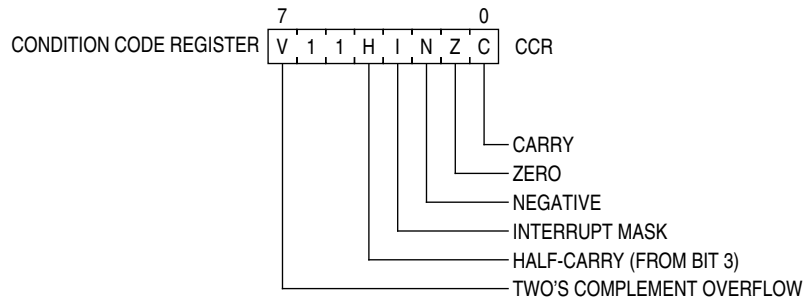 7 0
CONDITION CODE REGISTER V 1 1 H I N Z C CCR
CARRY
ZERO
NEGATIVE
INTERRUPT MASK
HALF-CARRY (FROM BIT 3)
TWO'S COMPLEMENT OVERFLOW